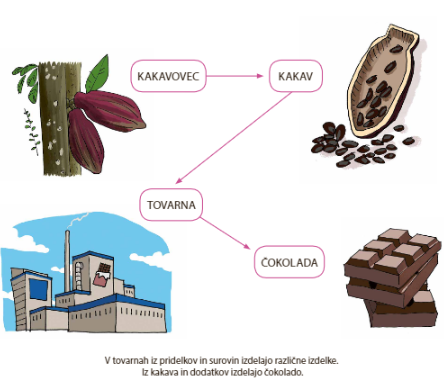 KAKAVOVEC
KAKAV
TOVARNA
ČOKOLADA
V tovarnah iz pridelkov in surovin izdelajo različne izdelke.
Iz kakava in dodatkov izdelajo čokolado.